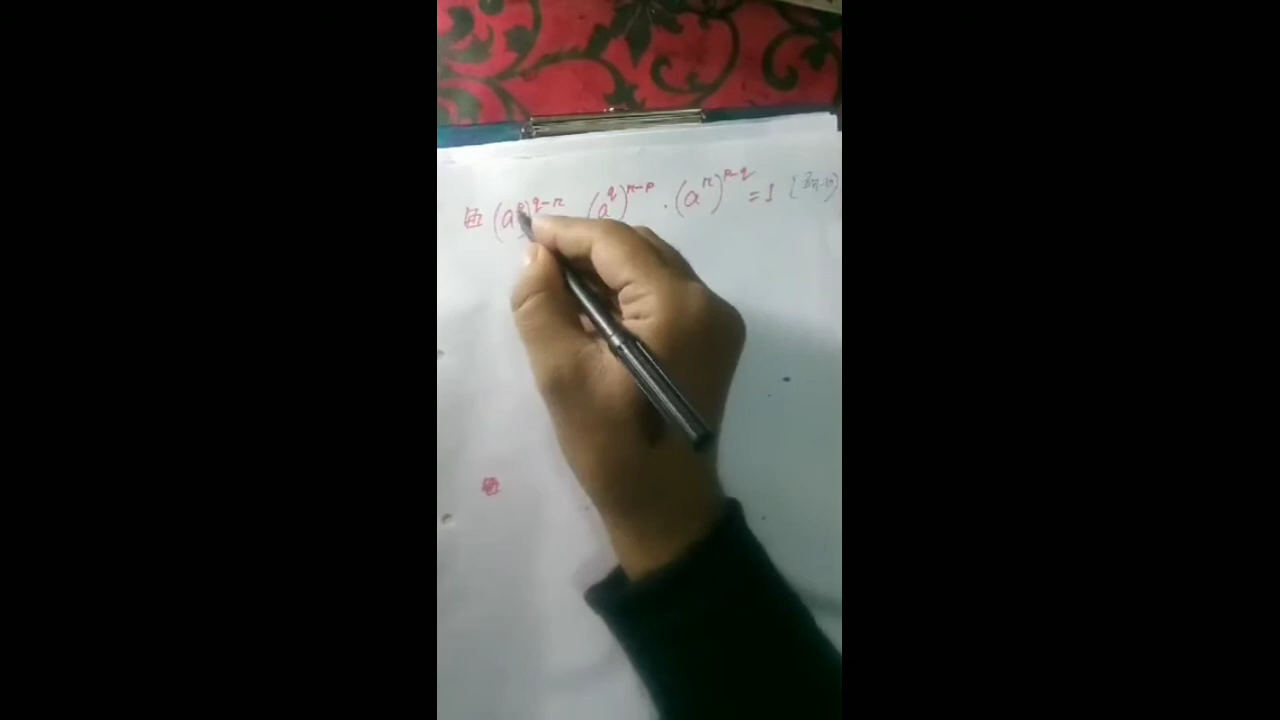 (a^p)^{q-r} (a^q)^{r-p} . (a^r)^{p-q} = 1